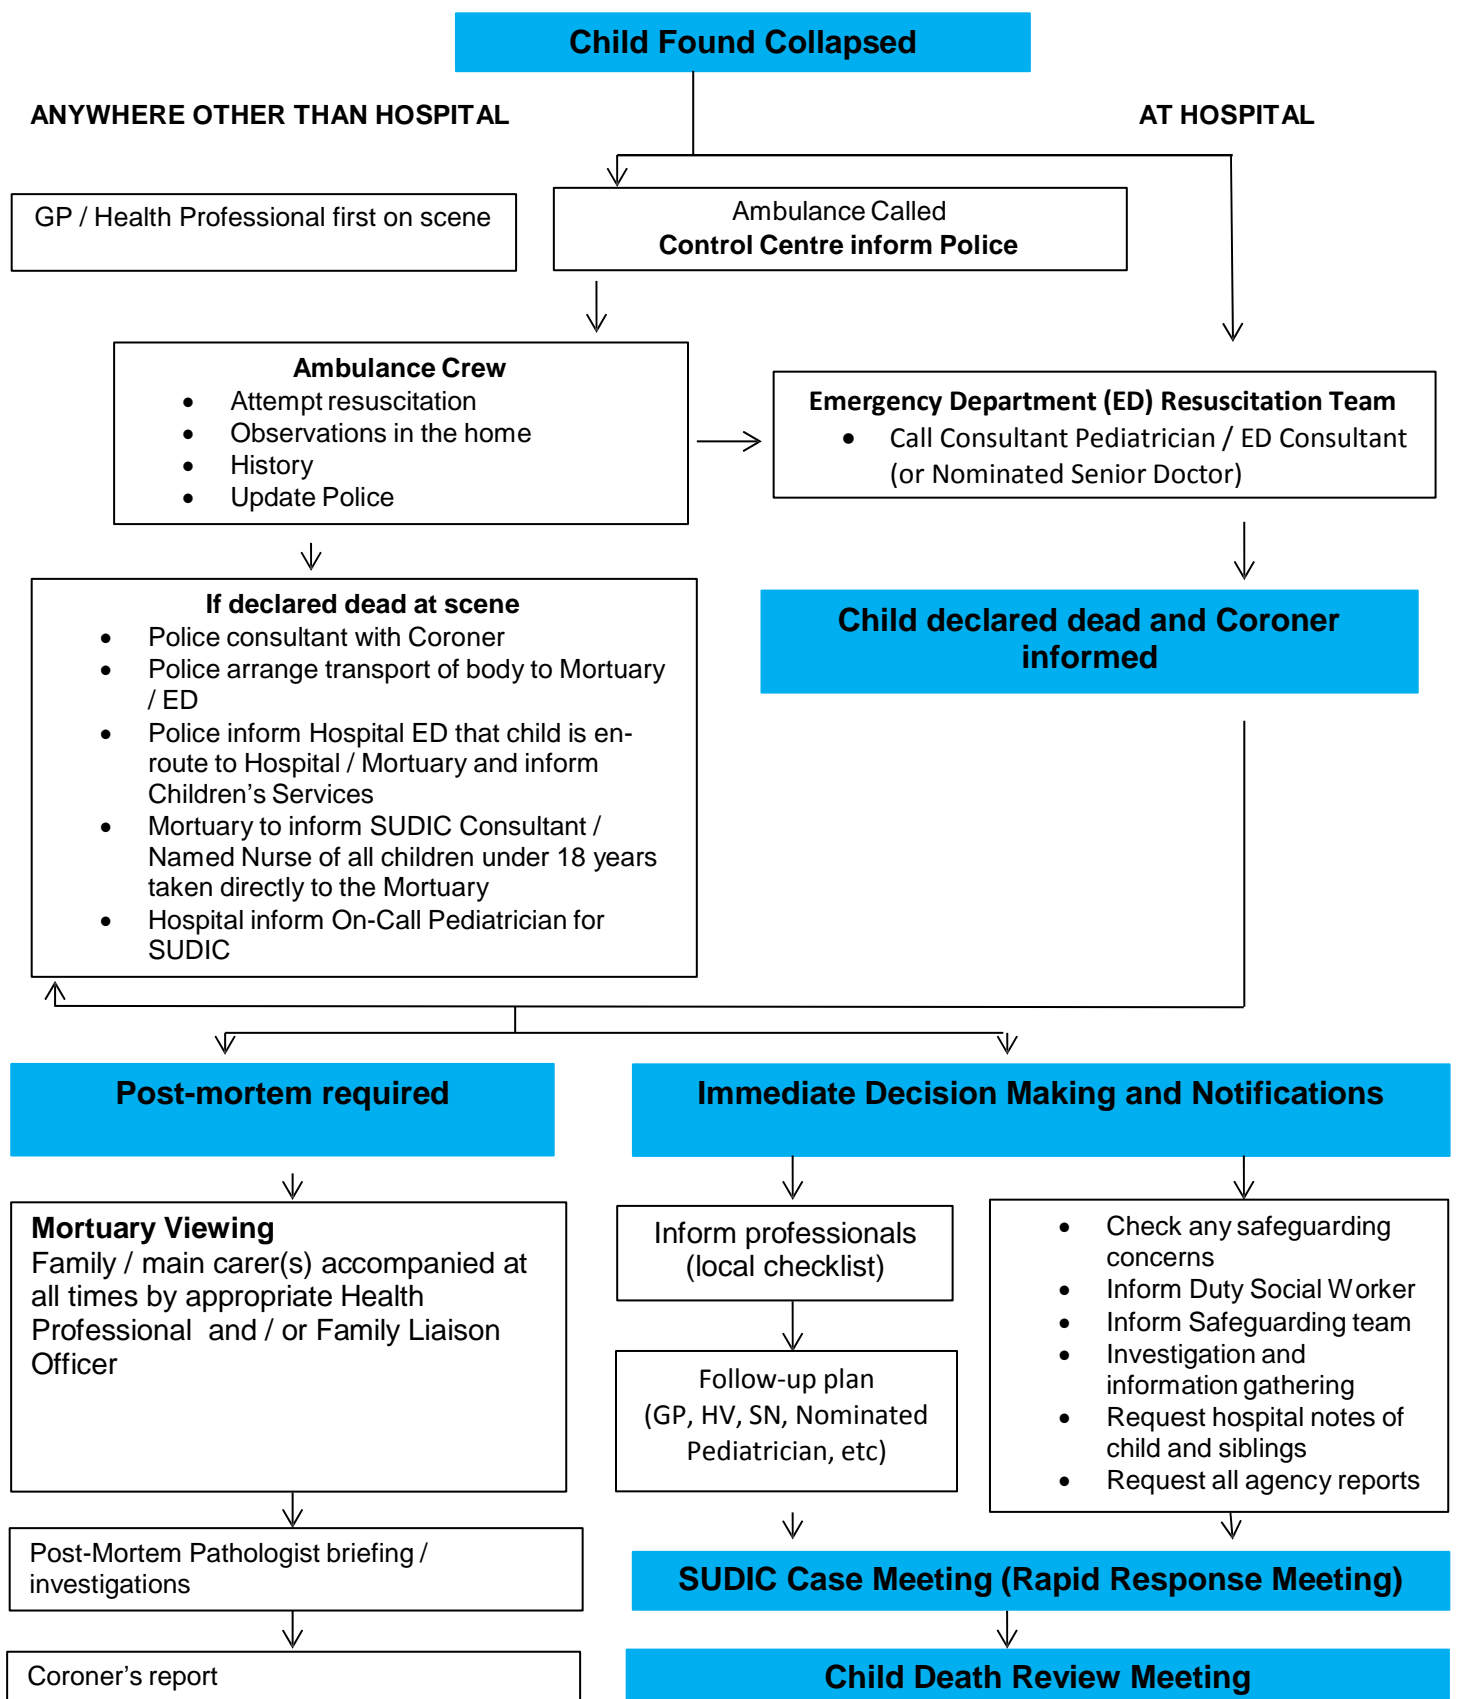 Child Found Collapsed
ANYWHERE OTHER THAN HOSPITAL
AT HOSPITAL
GP / Health Professional first on scene
Ambulance Called
Control Centre inform Police
Ambulance Crew
• Attempt resuscitation
• Observations in the home
• History
• Update Police
Emergency Department (ED) Resuscitation Team
• Call Consultant Pediatrician / ED Consultant
(or Nominated Senior Doctor)
If declared dead at scene
• Police consultant with Coroner
• Police arrange transport of body to Mortuary
/ ED
• Police inform Hospital ED that child is en-
route to Hospital / Mortuary and inform
Children’s Services
• Mortuary to inform SUDIC Consultant /
Named Nurse of all children under 18 years
taken directly to the Mortuary
• Hospital inform On-Call Pediatrician for
SUDIC
Child declared dead and Coroner
informed
Post-mortem required
Immediate Decision Making and Notifications
Mortuary Viewing
Family / main carer(s) accompanied at
all times by appropriate Health
Professional and / or Family Liaison
Officer
Inform professionals
(local checklist)
Follow-up plan
(GP, HV, SN, Nominated
Pediatrician, etc)
• Check any safeguarding
concerns
• Inform Duty Social Worker
• Inform Safeguarding team
• Investigation and
information gathering
• Request hospital notes of
child and siblings
• Request all agency reports
Post-Mortem Pathologist briefing /
investigations
SUDIC Case Meeting (Rapid Response Meeting)
Coroner’s report
Child Death Review Meeting